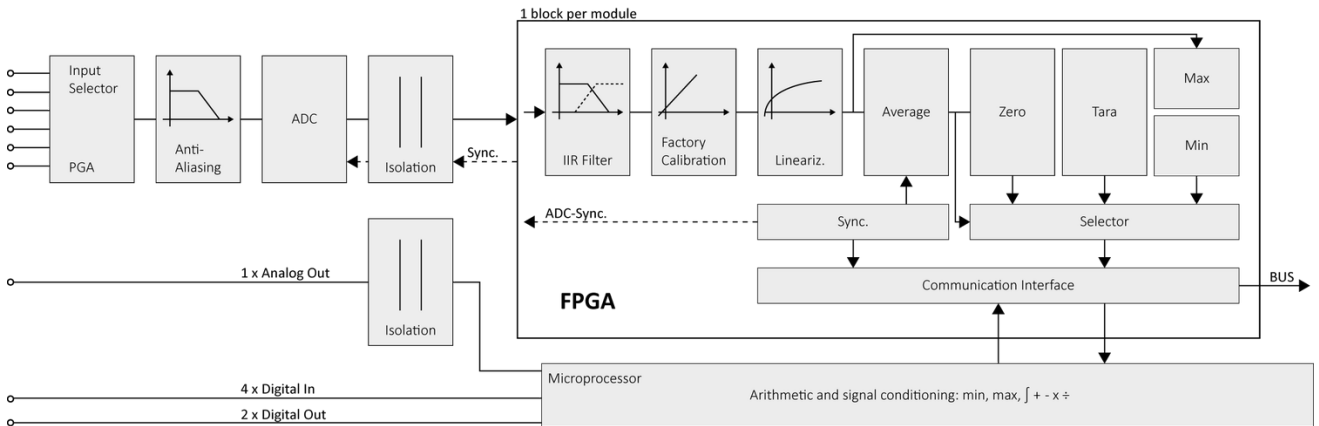 1 block per module
Input
Selector
PGA
Anti-
Aliasing
ADC
Isolation
Sync.
IIR Filter
Factory
Calibration
Lineariz.
Average
Zero
Tara
Max
Min
ADC-Sync.
Sync.
Selector
1 x Analog Out
Isolation
FPGA
Communication Interface
BUS
Microprocessor
4 x Digital In
Arithmetic and signal conditioning: min, max, ∫ + - x ÷
2 x Digital Out